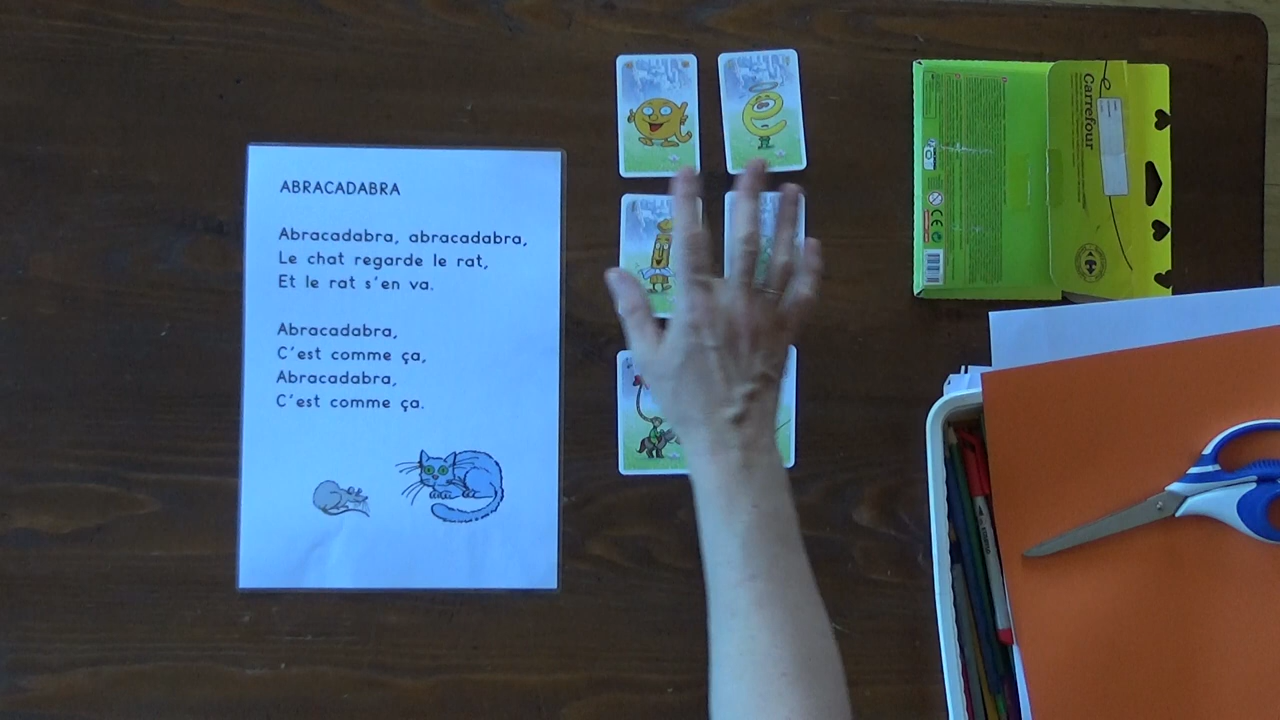 ABRACADABRA
Abracadabra, abracadabra,
Le chat regarde le rat,
Et le rat s'en va.
Abracadabra,
C'est comme ça,
Abracadabra,
C'est comme ça.
Carrefour